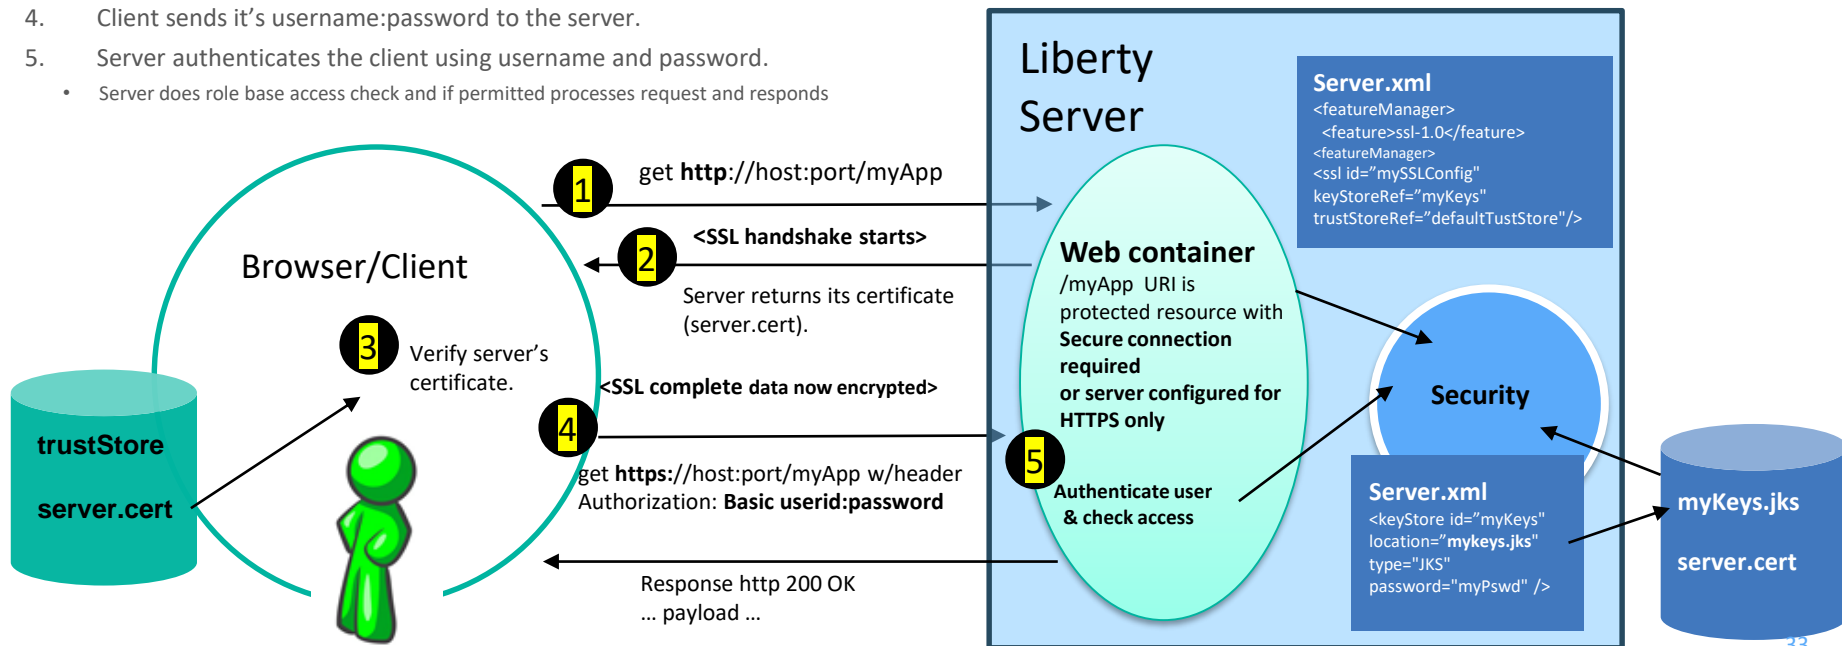 4. Client sends it's username:password to the server.
5. Server authenticates the client using username and password.
• Server does role base access check and if permitted processes request and responds
Liberty
Server
Server.xml
<featureManager>
<feature>ssl-1.0</feature>
<featureManager>
<ssl id=”mySSLConfig"
keyStoreRef=”myKeys"
trustStoreRef=”defaultTustStore"/>
1
get http://host:port/myApp
<SSL handshake starts>
2
Server returns its certificate
(server.cert).
Browser/Client
3
Verify server’s
certificate.
<SSL complete data now encrypted>
4
get https://host:port/myApp w/header
Authorization: Basic userid:password
Response http 200 OK
… payload …
trustStore
server.cert
Web container
/myApp URI is
protected resource with
Secure connection
required
or server configured for
HTTPS only
5
Authenticate user
& check access
Security
Server.xml
<keyStore id=”myKeys"
location=”mykeys.jks"
type="JKS"
password="myPswd" />
myKeys.jks
server.cert
33